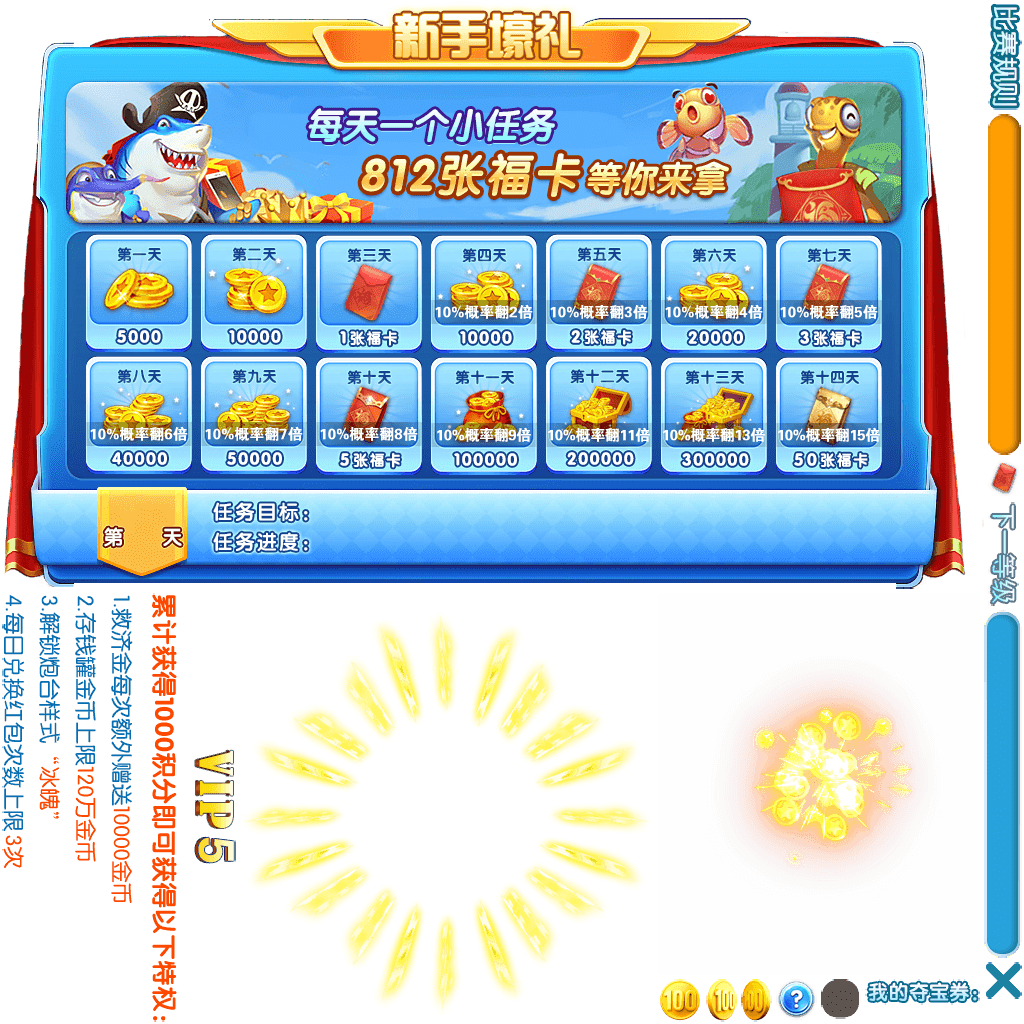 新手壕礼
每天一个小任务
812张福卡等你来拿
第一天
5000
第二天
10000
第三天
1张福卡
第四天
10%概率翻2倍
10000
第五天
10%概率翻3倍
2张福卡
第六天
10%概率翻4倍
20000
第七天
10%概率翻5倍
3张福卡
第八天
10%概率翻6倍
40000
第九天
10%概率翻7倍
50000
第十天
10%概率翻8倍
5张福卡
第十一天
10%概率翻9倍
100000
第十二天
10%概率翻11倍
200000
第十三天
10%概率翻13倍
300000
第十四天
10%概率翻15倍
50张福卡
第 天
任务目标:
任务进度:
比赛规则
下一等级
VIP 5
累计获得1000积分即可获得以下特权:
1.救济金每次额外赠送10000金币
2.存钱罐金币上限120万金币
3.解锁炮台样式“冰魄”
4.每日兑换红包次数上限3次
100
100
00
?
我的夺宝券: